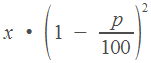 x • (1 − p/100)²